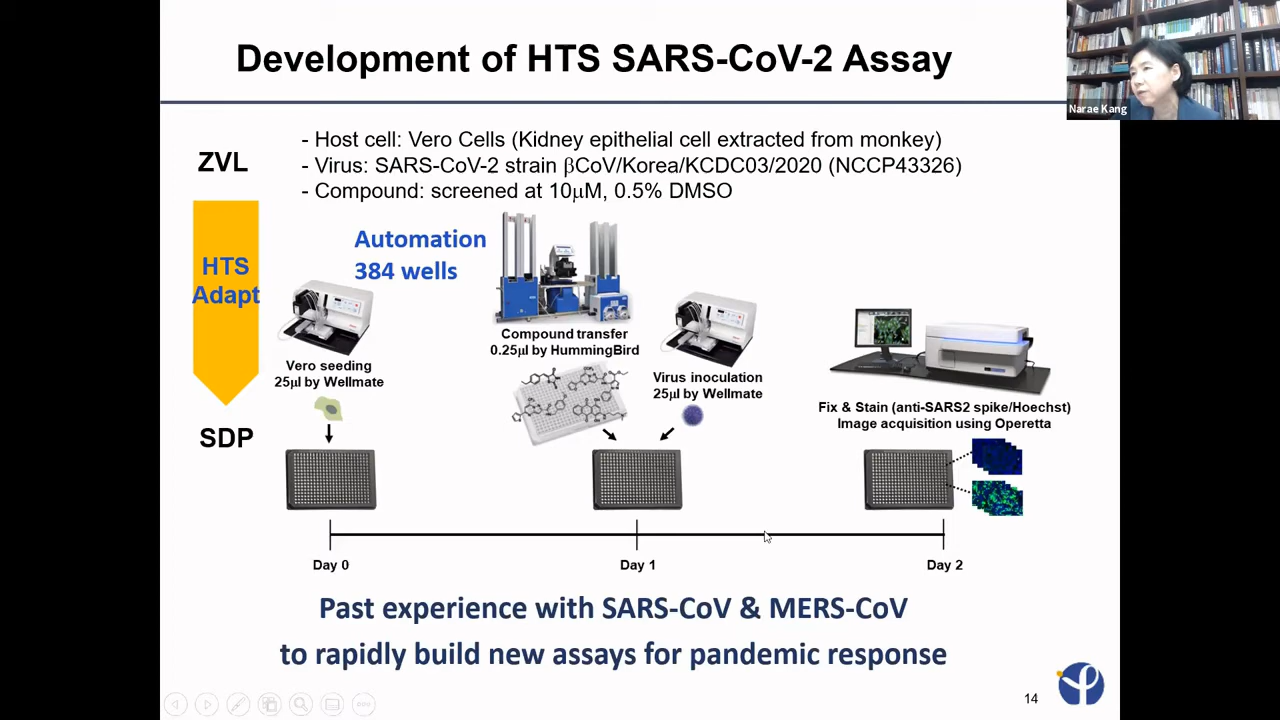 Development of HTS SARS-CoV-2 Assay
Narae Kang
ZVL
- Host cell: Vero Cells (Kidney epithelial cell extracted from monkey)
- Virus: SARS-CoV-2 strain βCoV/Korea/KCDC03/2020 (NCCP43326)
- Compound: screened at 10µM, 0.5% DMSO
HTS
Adapt
SDP
Automation
384 wells
Vero seeding
25µl by Wellmate
Compound transfer
0.25µl by HummingBird
Virus inoculation
25µl by Wellmate
Fix & Stain (anti-SARS2 spike/Hoechst)
Image acquisition using Operetta
Day 0
Day 1
Day 2
Past experience with SARS-CoV & MERS-CoV
to rapidly build new assays for pandemic response
14